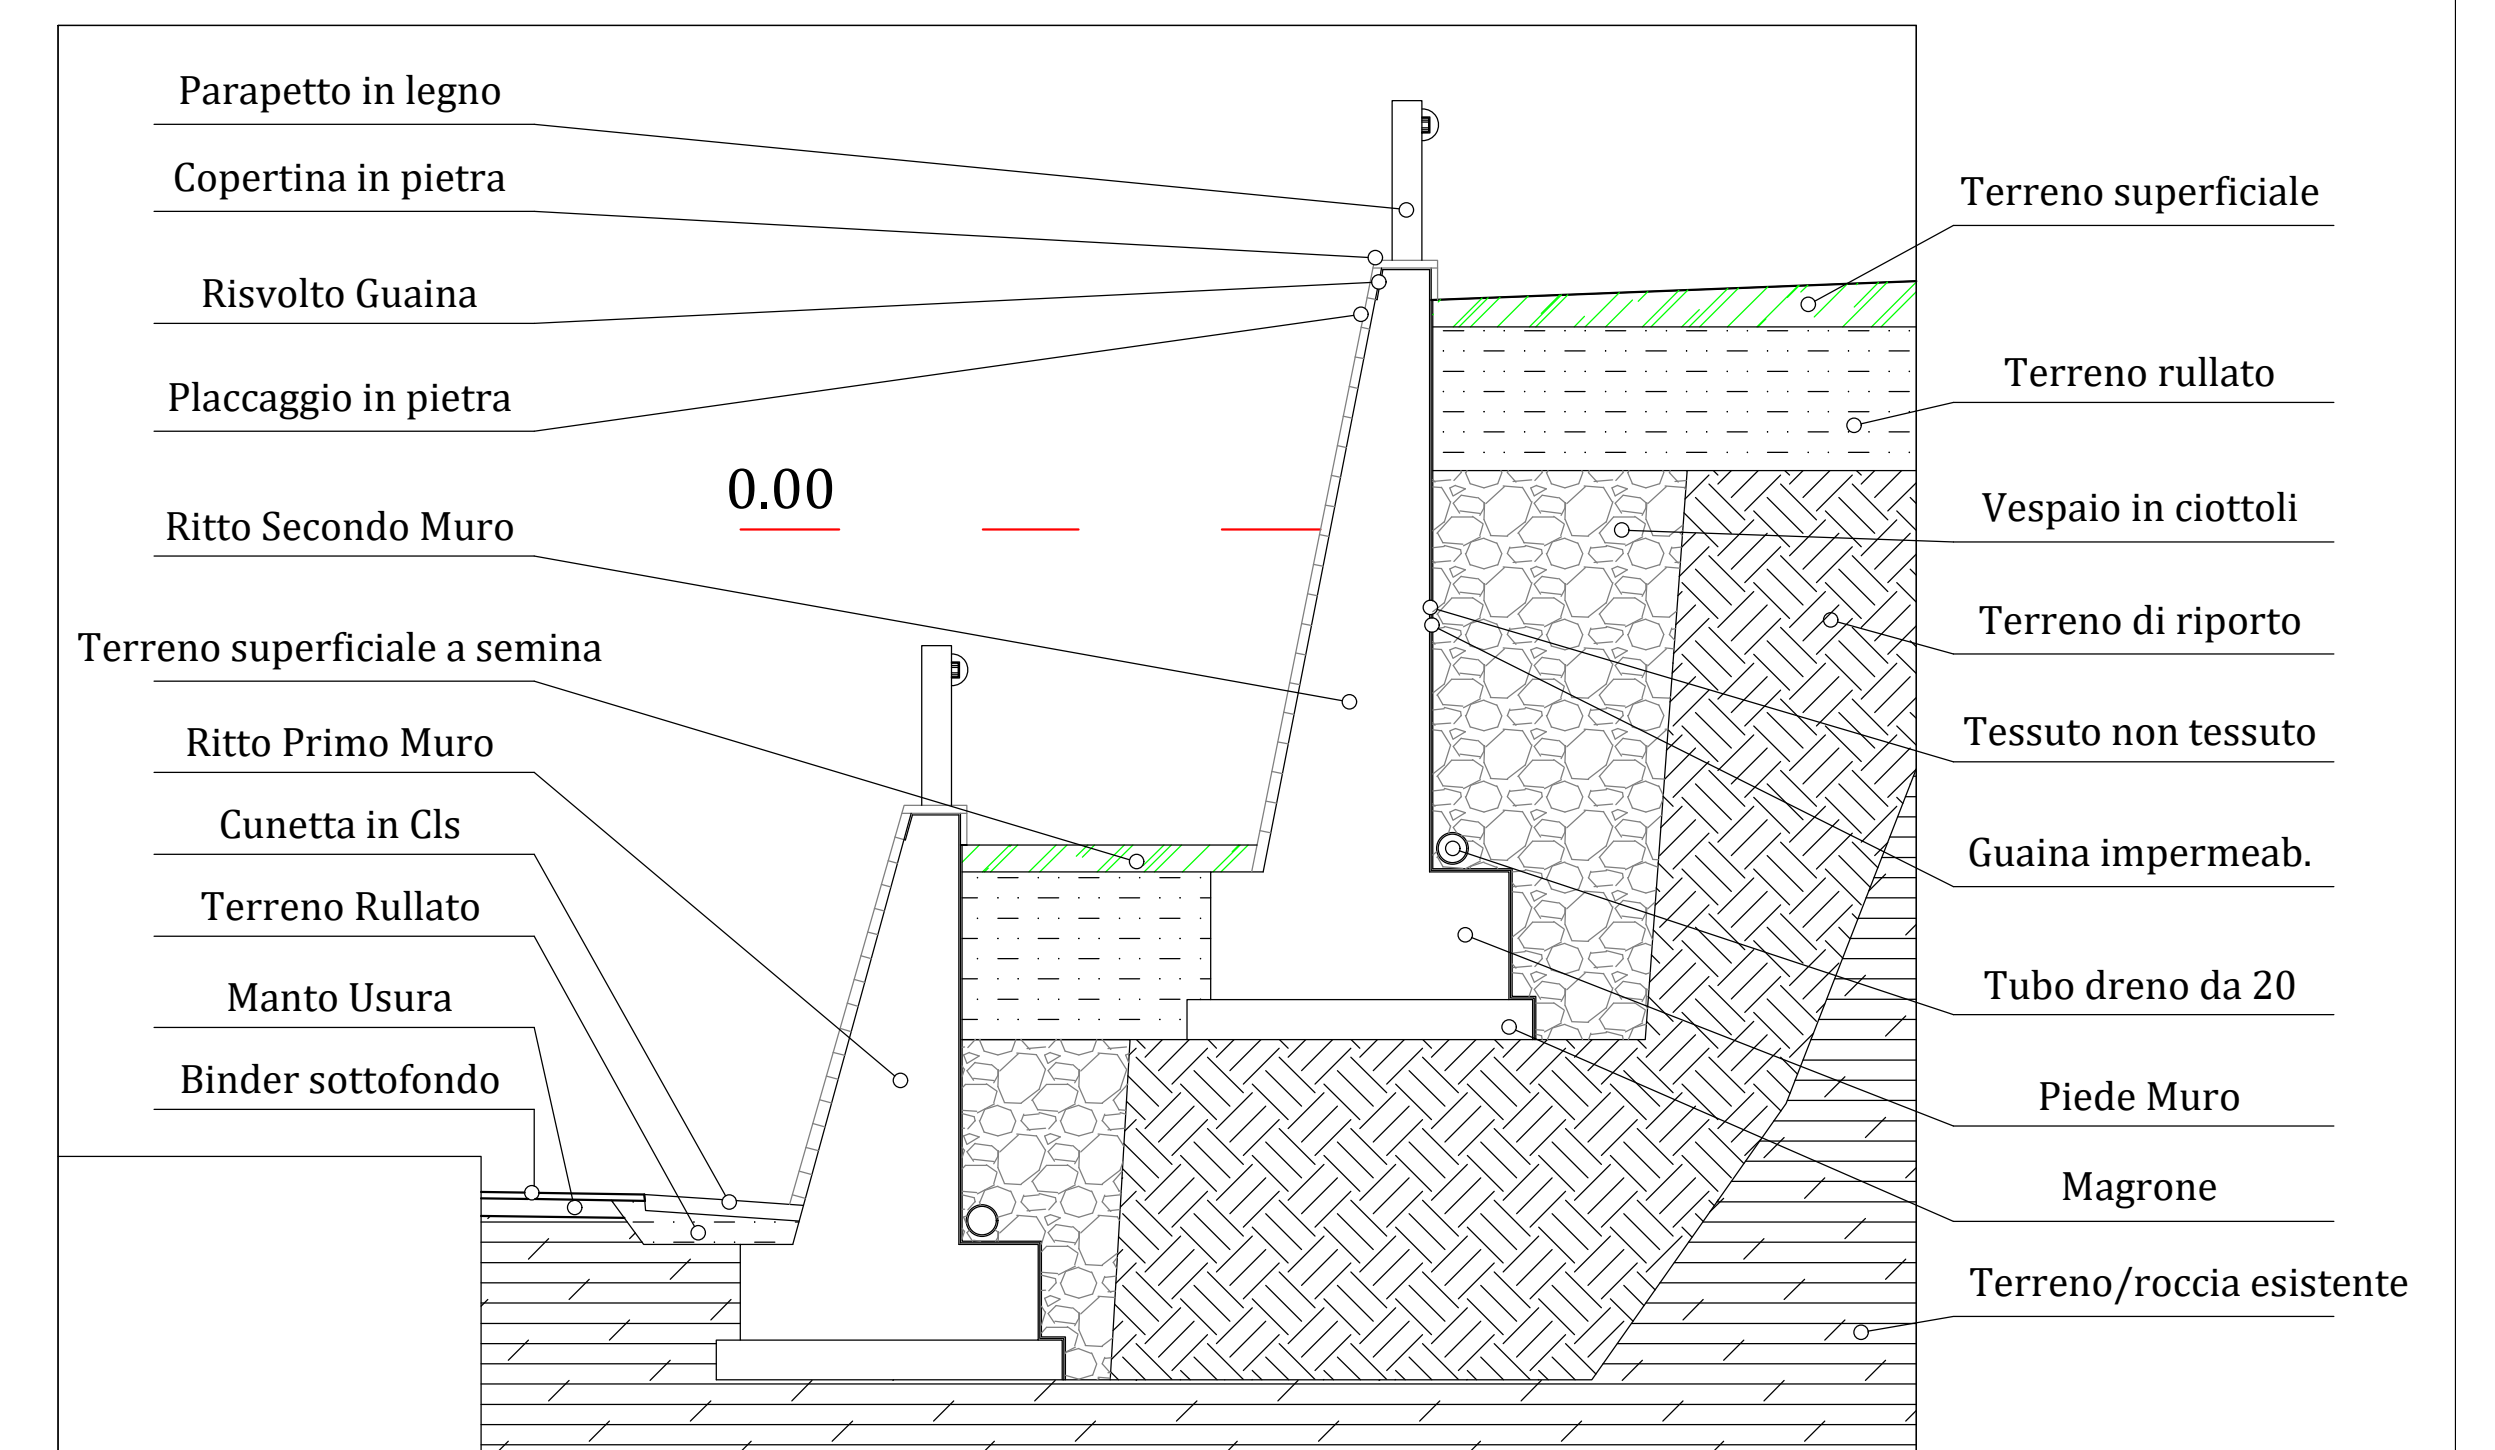 Parapetto in legno
Copertina in pietra
Risvolto Guaina
Placcaggio in pietra
0.00
Ritto Secondo Muro
Terreno superficiale a semina
Ritto Primo Muro
Cunetta in Cls
Terreno Rullato
Manto Usura
Binder sottofondo
Terreno superficiale
Terreno rullato
Vespaio in ciottoli
Terreno di riporto
Tessuto non tessuto
Guaina impermeab.
Tubo dreno da 20
Piede Muro
Magrone
Terreno/roccia esistente